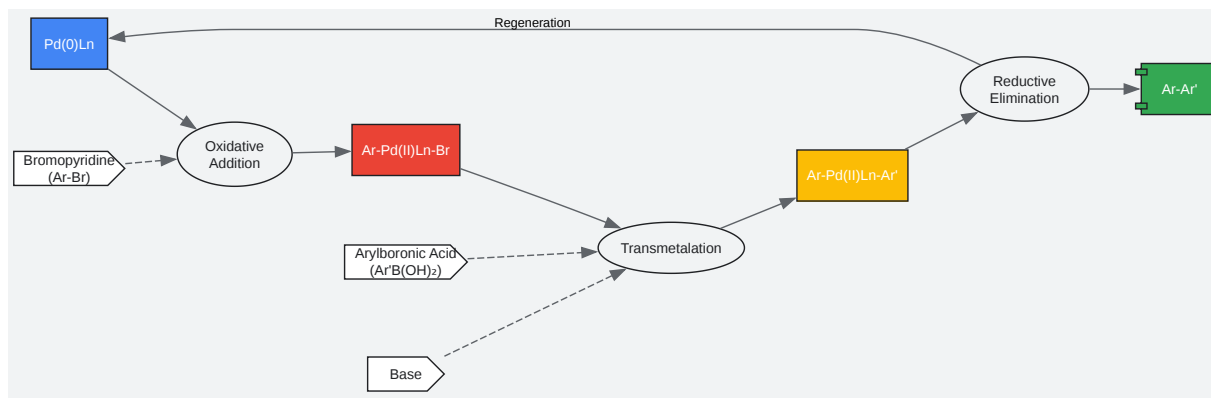 Regeneration
Pd(0)Ln
Reductive
Elimination
Ar-Ar'
Oxidative
Addition
Ar-Pd(II)Ln-Br
Bromopyridine
(Ar-Br)
Ar-Pd(II)Ln-Ar'
Transmetalation
Arylboronic Acid
(Ar'B(OH)₂)
Base